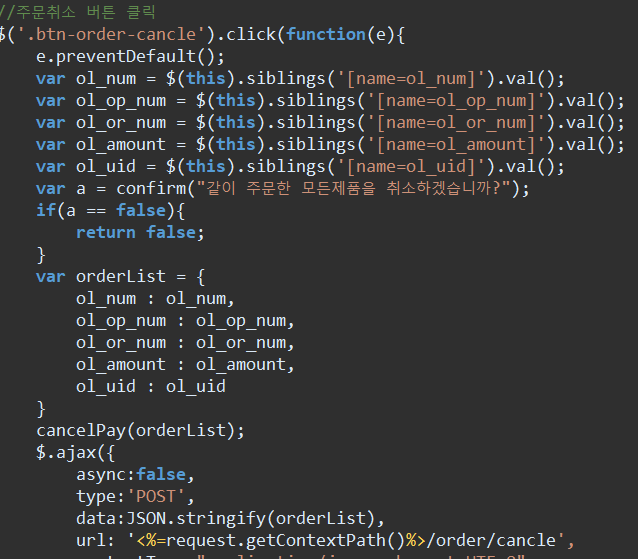 //주문취소 버튼 클릭
$('.btn-order-cancle').click(function(e){
e.preventDefault();
var ol_num = $(this).siblings('[name=ol_num]').val();
var ol_op_num = $(this).siblings('[name=ol_op_num]').val();
var ol_or_num = $(this).siblings('[name=ol_or_num]').val();
var ol_amount = $(this).siblings('[name=ol_amount]').val();
var ol_uid = $(this).siblings('[name=ol_uid]').val();
var a = confirm("같이 주문한 모든제품을 취소하겠습니까?");
if(a == false){
return false;
}
var orderList = {
ol_num : ol_num,
ol_op_num : ol_op_num,
ol_or_num : ol_or_num,
ol_amount : ol_amount,
ol_uid : ol_uid
}
cancelPay(orderList);
$.ajax({
async:false,
type:'POST',
data:JSON.stringify(orderList),
url: '<%=request.getContextPath()%>/order/cancle',